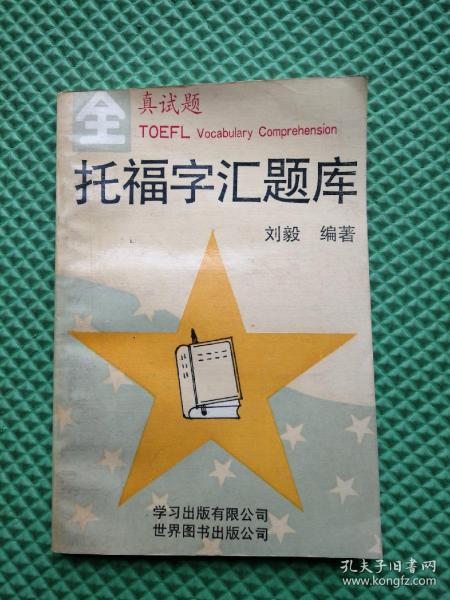 全
真试题
TOEFL Vocabulary Comprehension
托福字汇题库
刘毅 编著
学习出版有限公司
世界图书出版公司
孔夫子旧书网
www.kongfz.com